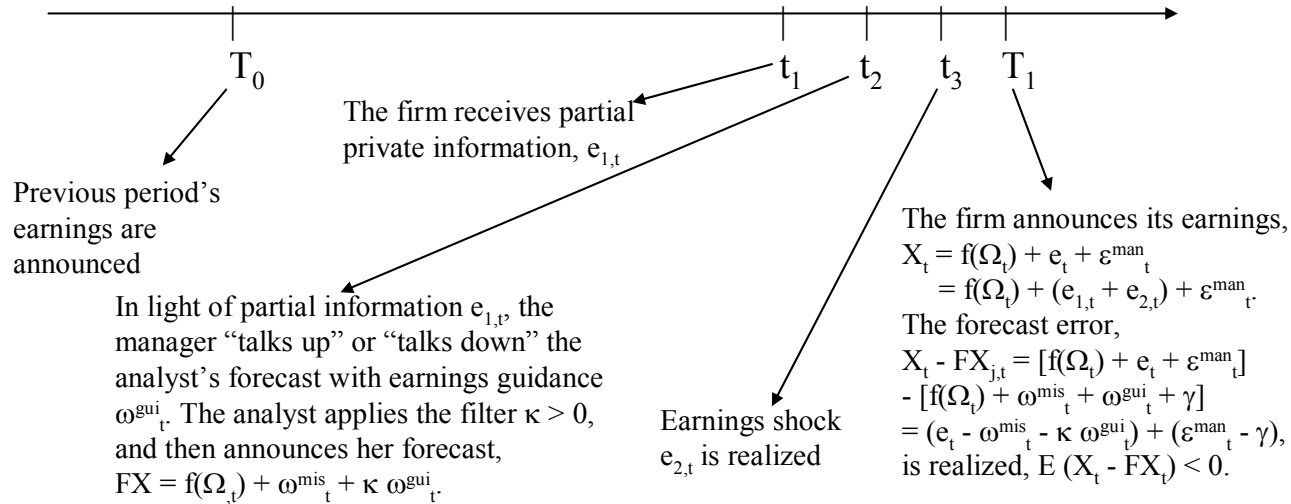 T₀
t₁
t₂
t₃
T₁
The firm receives partial
private information, e₁,ₜ
Previous period's
earnings are
announced
In light of partial information e₁,ₜ, the
manager “talks up” or “talks down” the
analyst's forecast with earnings guidance
ωᵍᵘⁱₜ. The analyst applies the filter κ > 0,
and then announces her forecast,
FX = f(Ω,ₜ) + ωᵐⁱˢₜ + κ ωᵍᵘⁱₜ.
Earnings shock
e₂,ₜ is realized
The firm announces its earnings,
Xₜ = f(Ωₜ) + eₜ + εᵐᵃⁿₜ
= f(Ωₜ) + (e₁,ₜ + e₂,ₜ) + εᵐᵃⁿₜ.
The forecast error,
Xₜ - FXⱼ,ₜ = [f(Ωₜ) + eₜ + εᵐᵃⁿₜ]
- [f(Ωₜ) + ωᵐⁱˢₜ + ωᵍᵘⁱₜ + γ]
= (eₜ - ωᵐⁱˢₜ - κ ωᵍᵘⁱₜ) + (εᵐᵃⁿₜ - γ),
is realized, E (Xₜ - FXₜ) < 0.